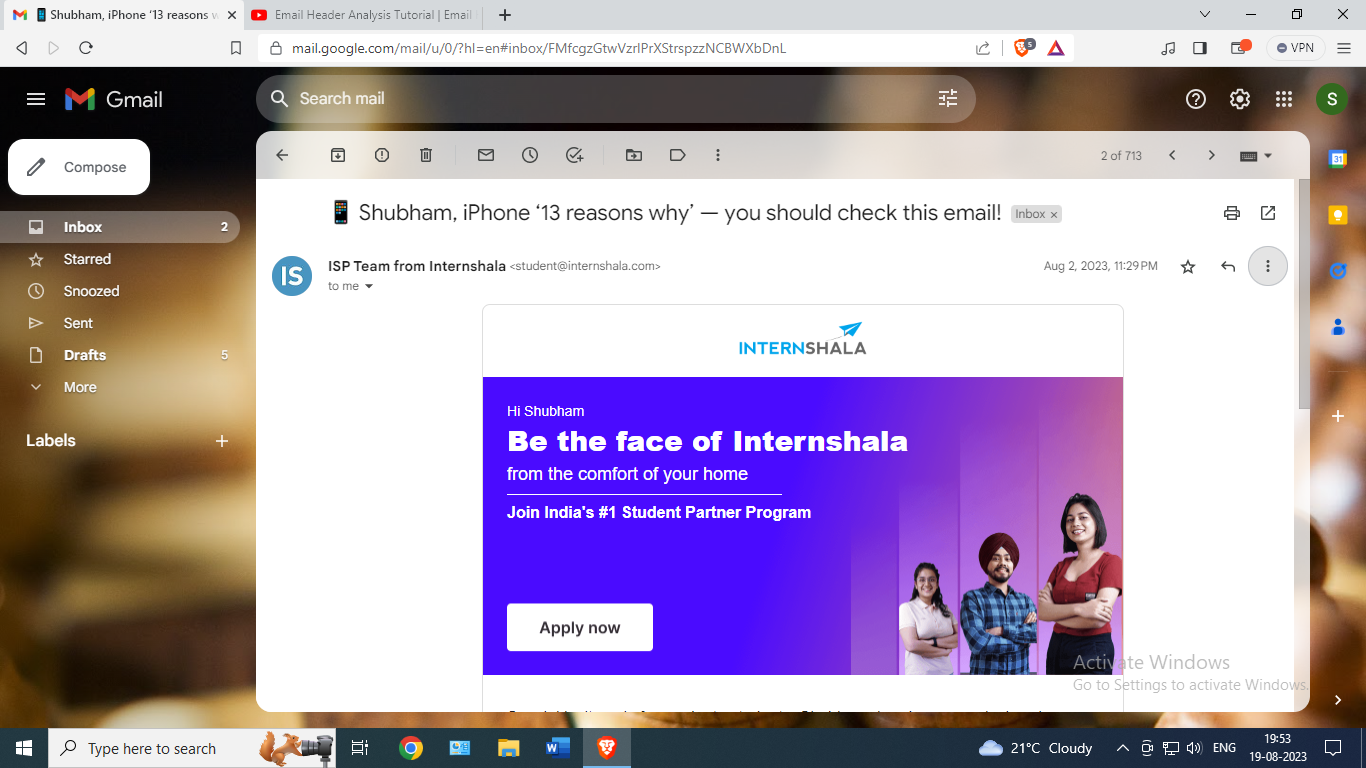 Shubham, iPhone ‘13 reasons w
Email Header Analysis Tutorial | Email
mail.google.com/mail/u/0/?hl=en#inbox/FMfcgzGtwVzrlPrXStrspzzNCBWXbDnL
5
VPN
Gmail
Search mail
S
Compose
2 of 713
31
Inbox 2
Starred
Snoozed
Sent
Drafts 5
More
Labels
Shubham, iPhone ‘13 reasons why’ — you should check this email! Inbox ×
IS
ISP Team from Internshala <student@internshala.com>
Aug 2, 2023, 11:29 PM
to me
INTERNSHALA
Hi Shubham
Be the face of Internshala
from the comfort of your home
Join India's #1 Student Partner Program
Apply now
Activate Windows
Go to Settings to activate Windows.
Type here to search
21°C Cloudy
ENG
19:53
19-08-2023